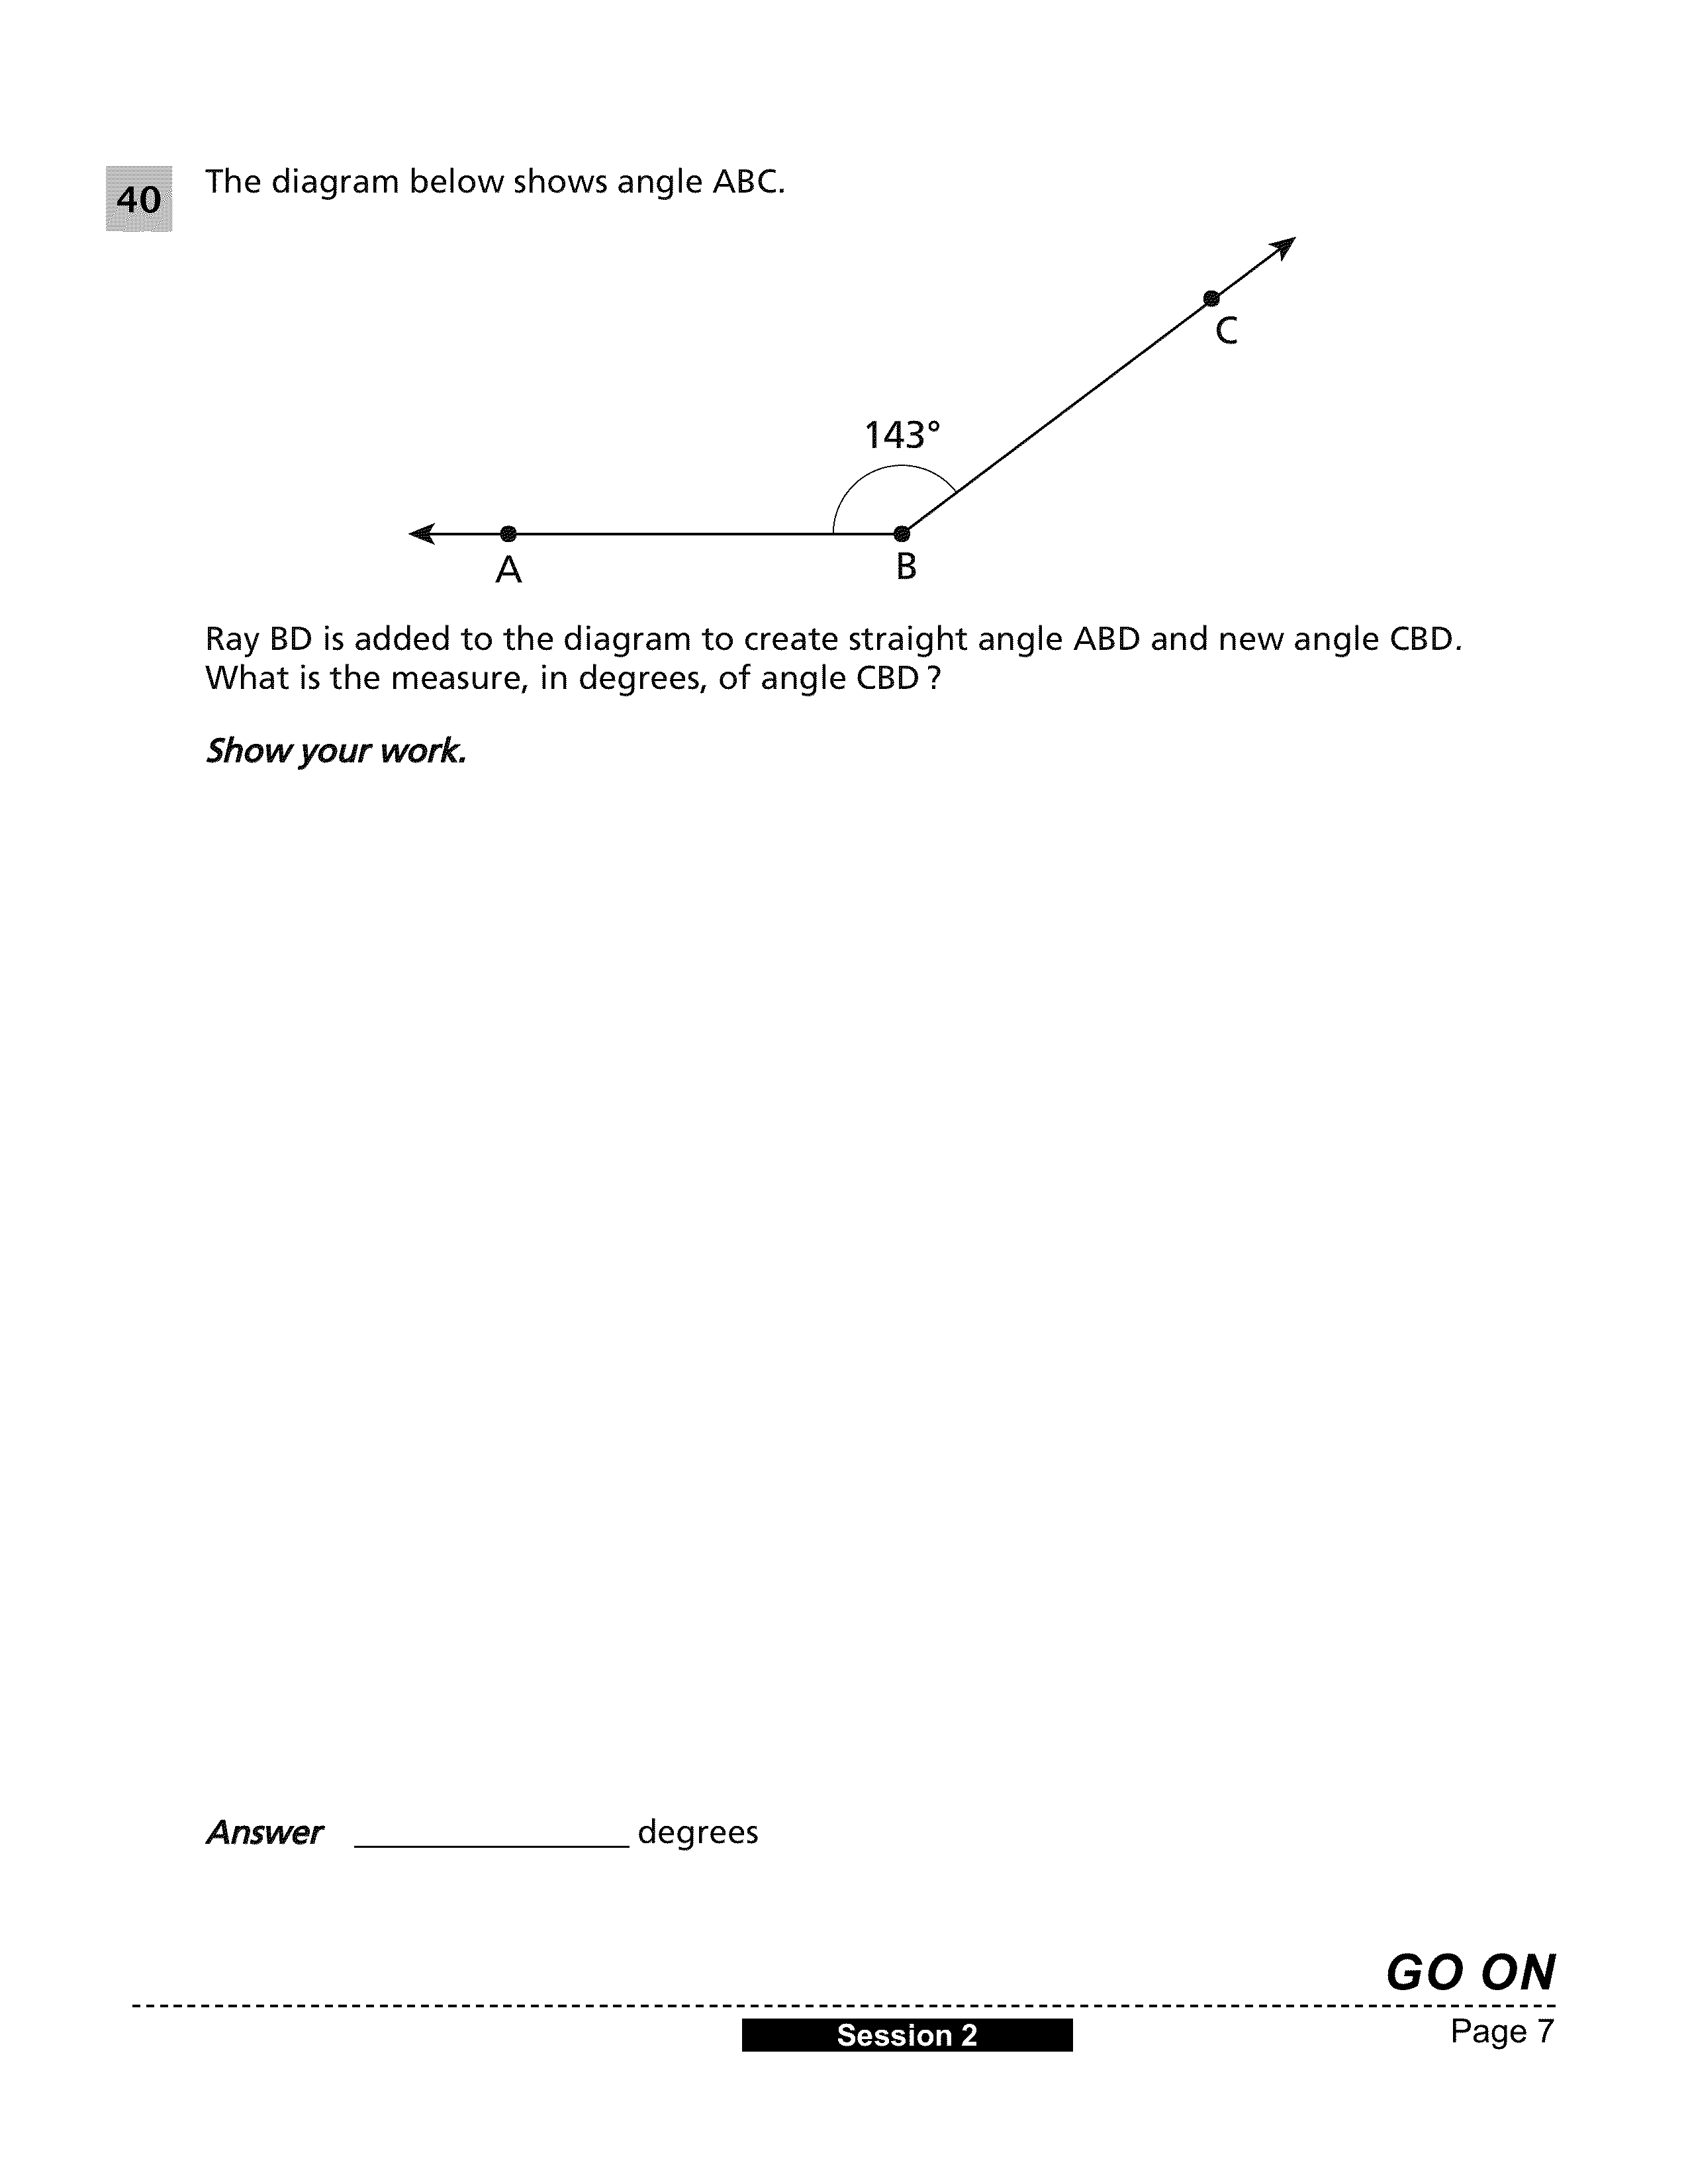 40
The diagram below shows angle ABC.
C
143°
A
B
Ray BD is added to the diagram to create straight angle ABD and new angle CBD.
What is the measure, in degrees, of angle CBD ?
Show your work.
Answer ________________ degrees
GO ON
Session 2
Page 7